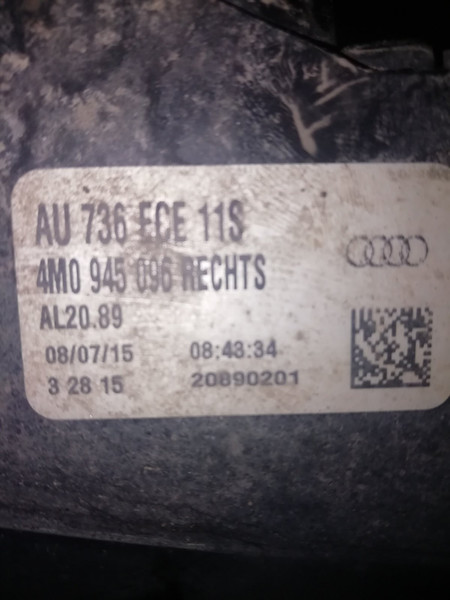 AU 736 ECE 11S
4M0 945 096 RECHTS
AL20.89
08/07/15 08:43:34
3 28 15 20890201